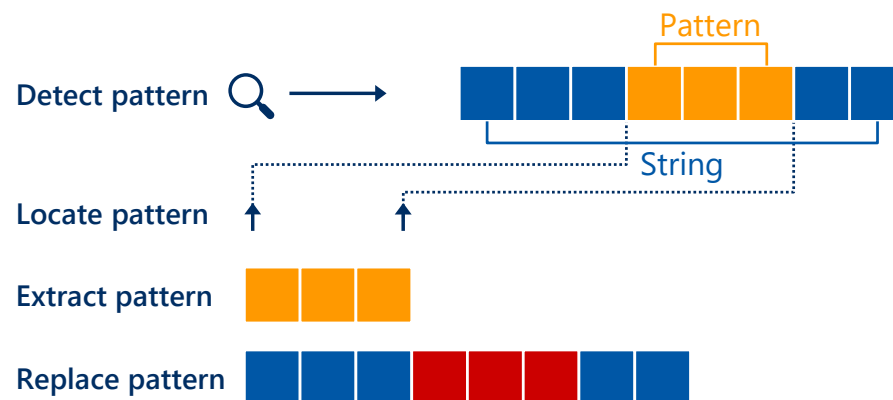 Pattern
Detect pattern
String
Locate pattern
Extract pattern
Replace pattern